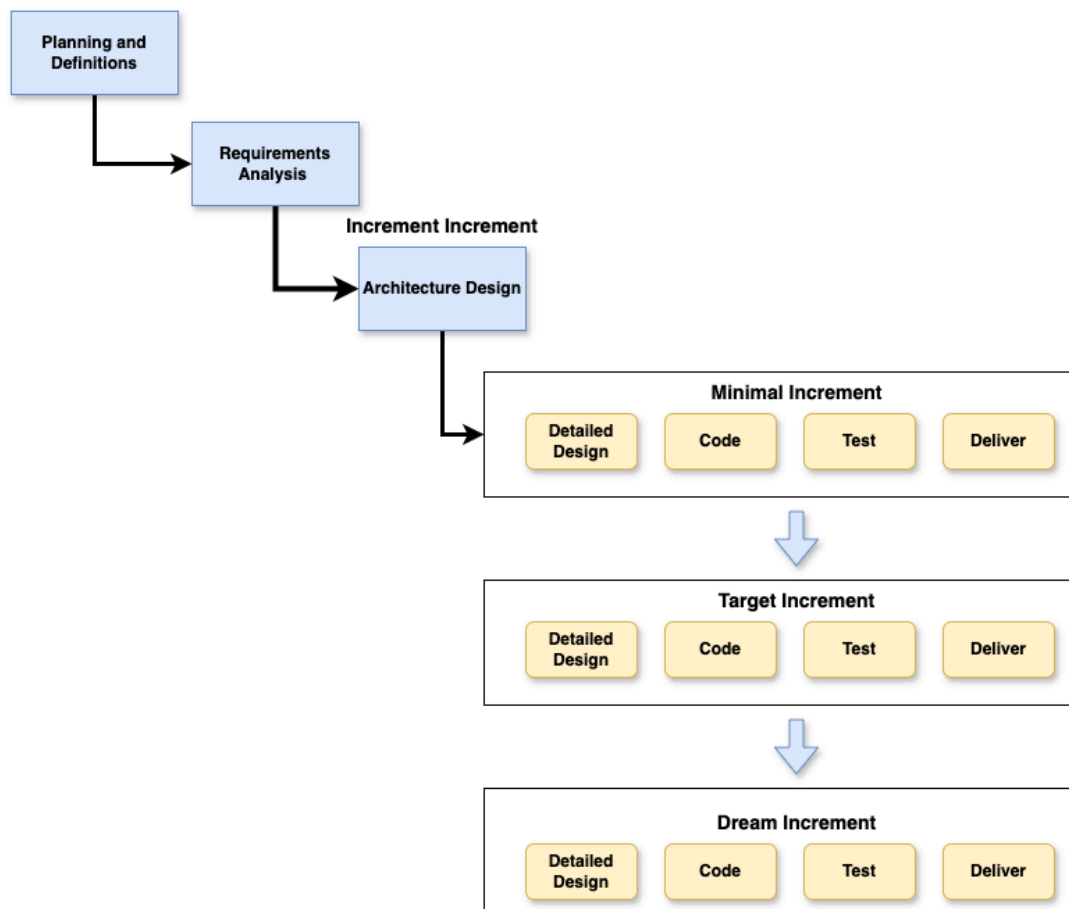 Planning and
Definitions
Requirements
Analysis
Increment Increment
Architecture Design
Minimal Increment
Detailed
Design
Code
Test
Deliver
Target Increment
Detailed
Design
Code
Test
Deliver
Dream Increment
Detailed
Design
Code
Test
Deliver